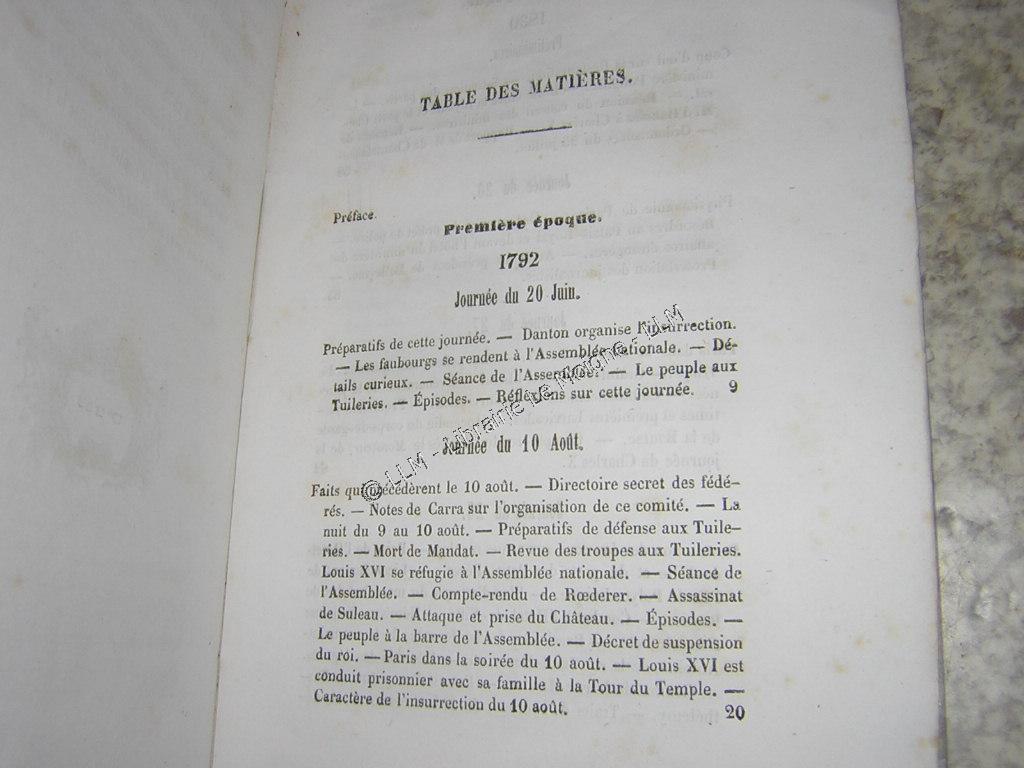 TABLE DES MATIÈRES.
Préface.
Première époque.
1792
Journée du 20 Juin.
Préparatifs de cette journée. — Danton organise l'insurrection.
— Les faubourgs se rendent à l'Assemblée nationale. — Dé-
tails curieux. — Séance de l'Assemblée. — Le peuple aux
Tuileries. — Épisodes. — Réflexions sur cette journée. 9
Journée du 10 Août.
Faits qui précédèrent le 10 août. — Directoire secret des fédé-
rés. — Notes de Carra sur l'organisation de ce comité. — La
nuit du 9 au 10 août. — Préparatifs de défense aux Tuile-
ries. — Mort de Mandat. — Revue des troupes aux Tuileries.
Louis XVI se réfugie à l'Assemblée nationale. — Séance de
l'Assemblée. — Compte-rendu de Rœderer. — Assassinat
de Suleau. — Attaque et prise du Château. — Épisodes. —
Le peuple à la barre de l'Assemblée. — Décret de suspension
du roi. — Paris dans la soirée du 10 août. — Louis XVI est
conduit prisonnier avec sa famille à la Tour du Temple. —
Caractère de l'insurrection du 10 août. 20
© LLM - Librairie Le Moigne - LLM